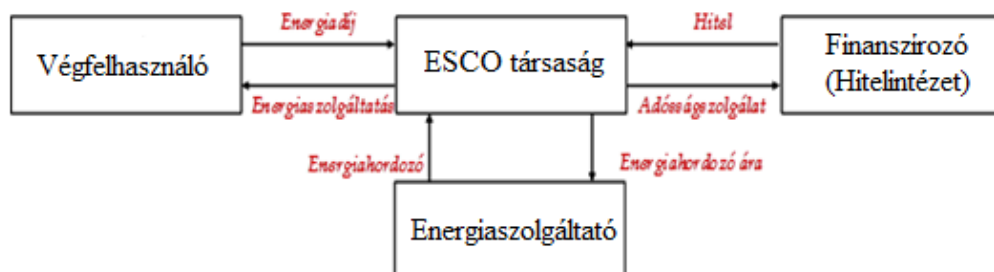 Energiadíj
Hitel
Végfelhasználó
ESCO társaság
Finanszírozó
(Hitelintézet)
Energiaszolgáltatás
Adósságszolgálat
Energiahordozó
Energiahordozó ára
Energiaszolgáltató